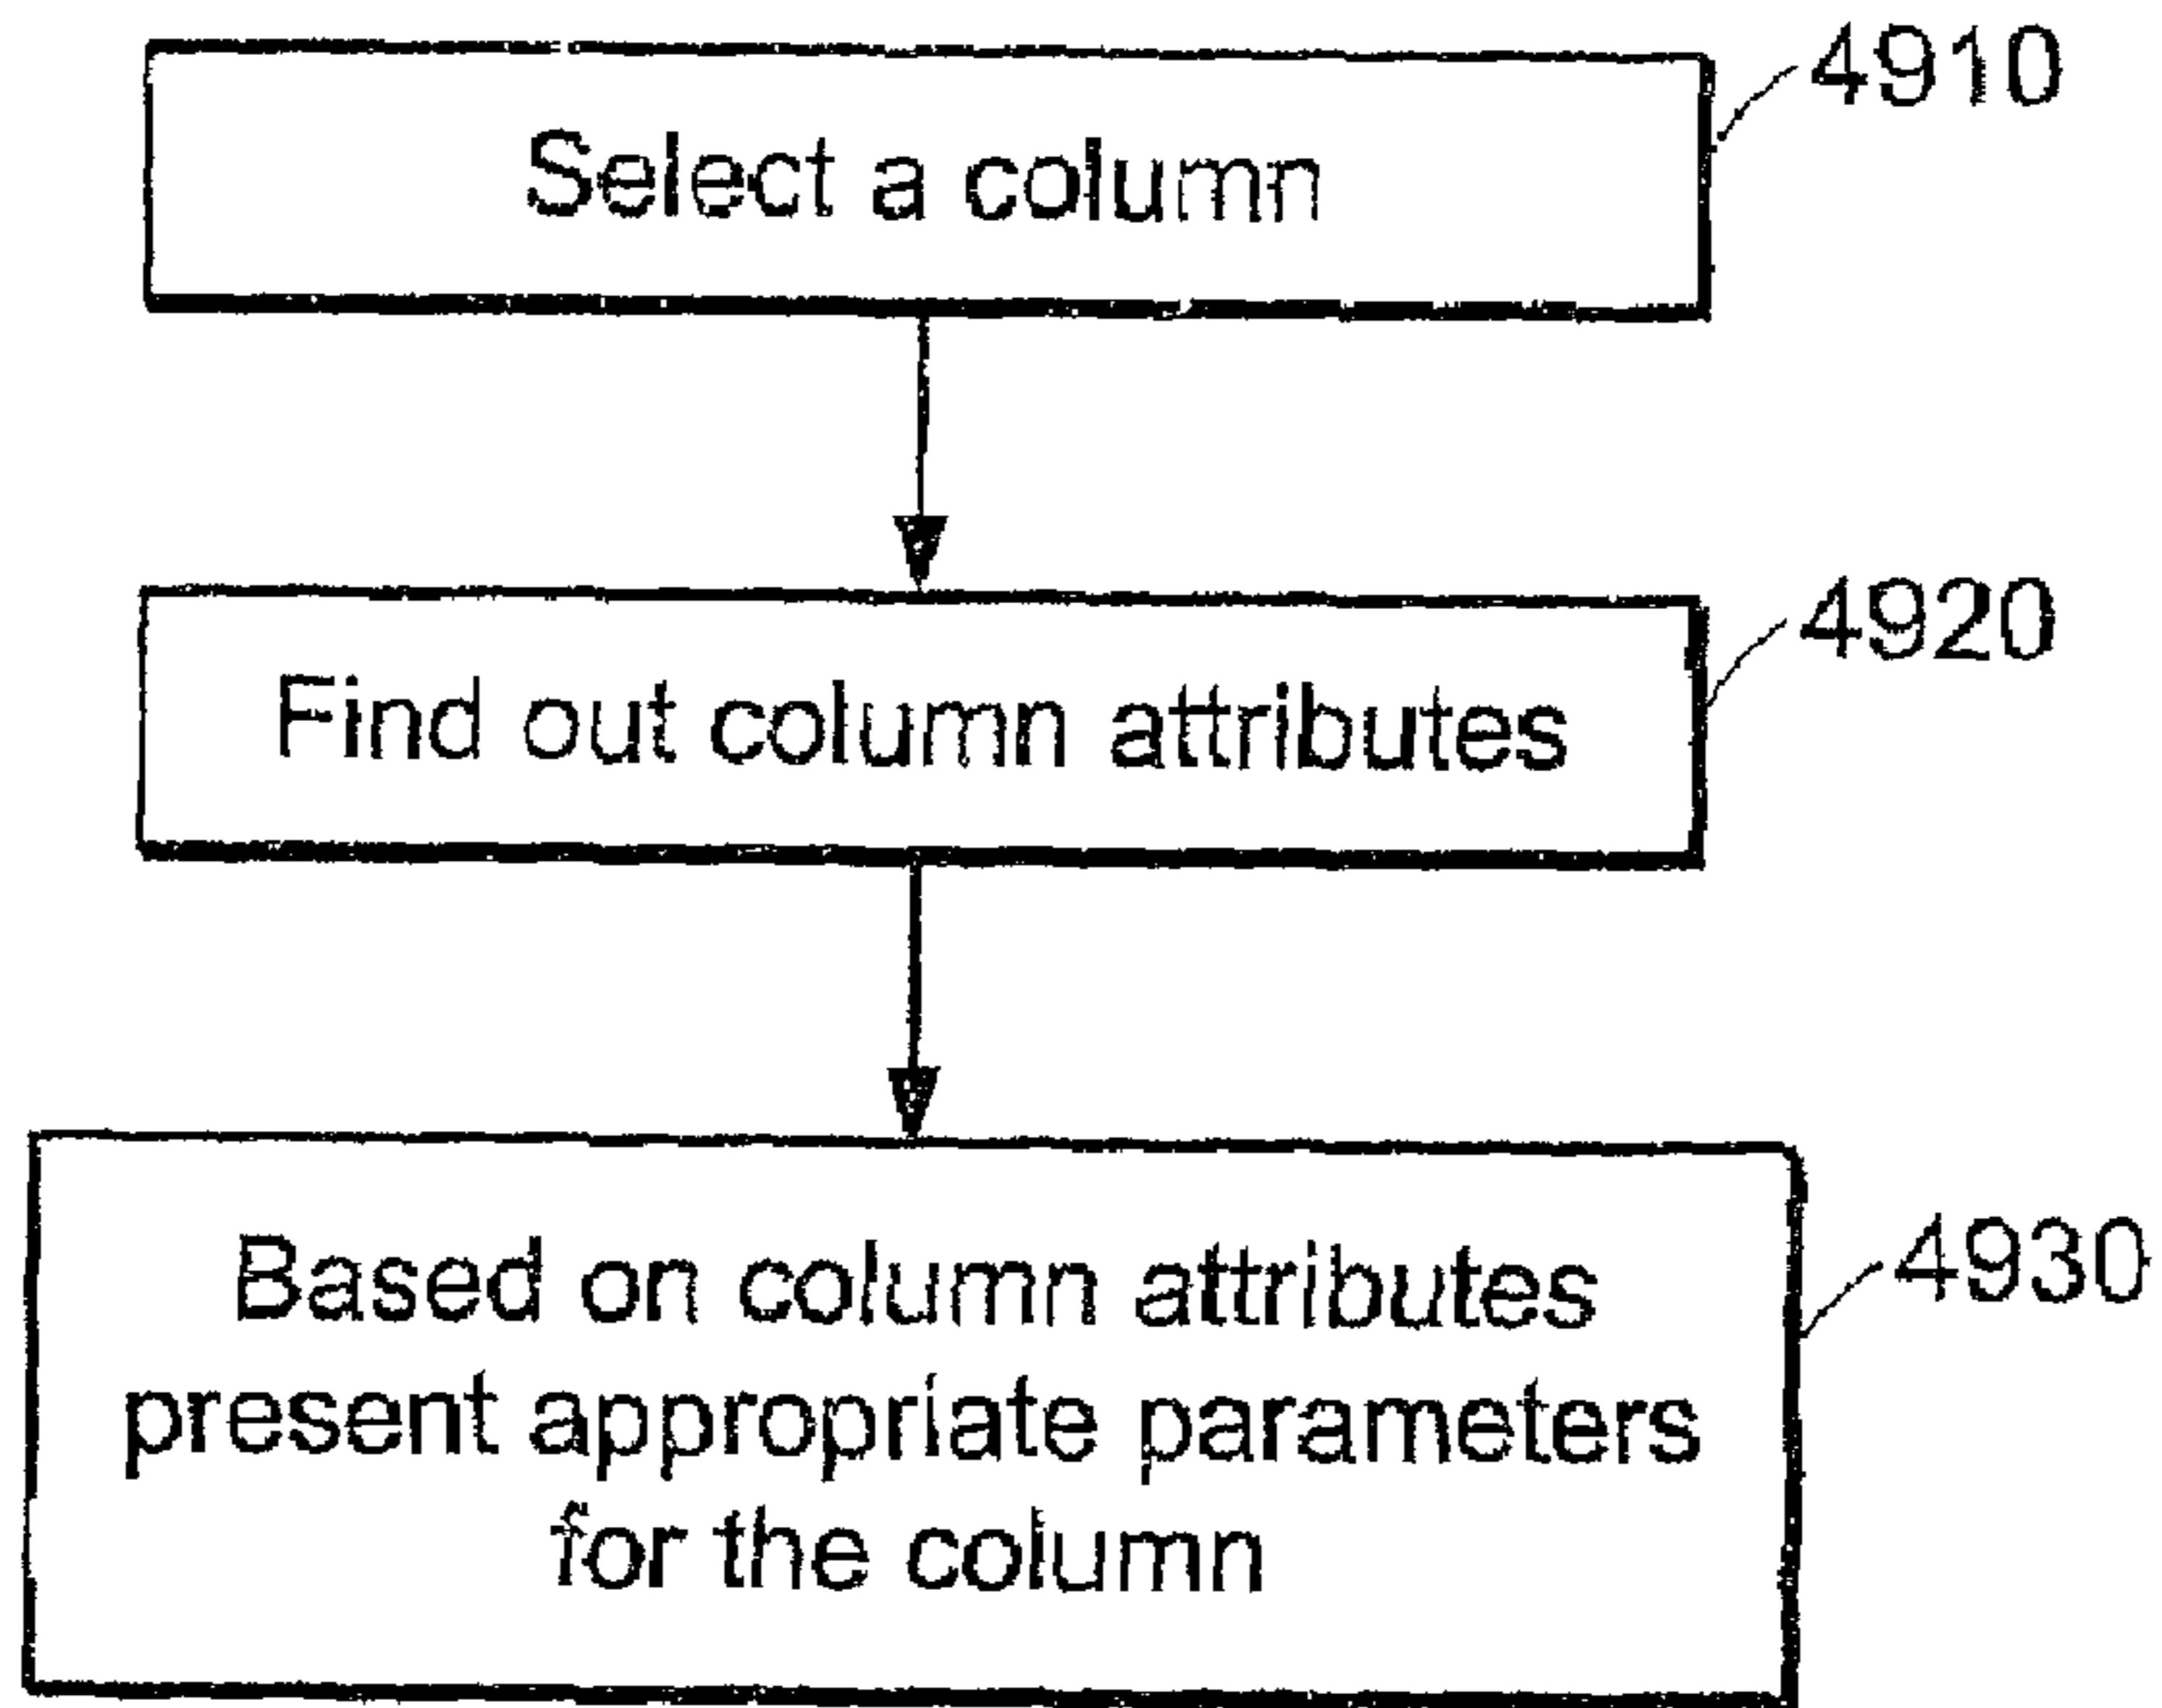 4910
Select a column
4920
Find out column attributes
4930
Based on column attributes
present appropriate parameters
for the column